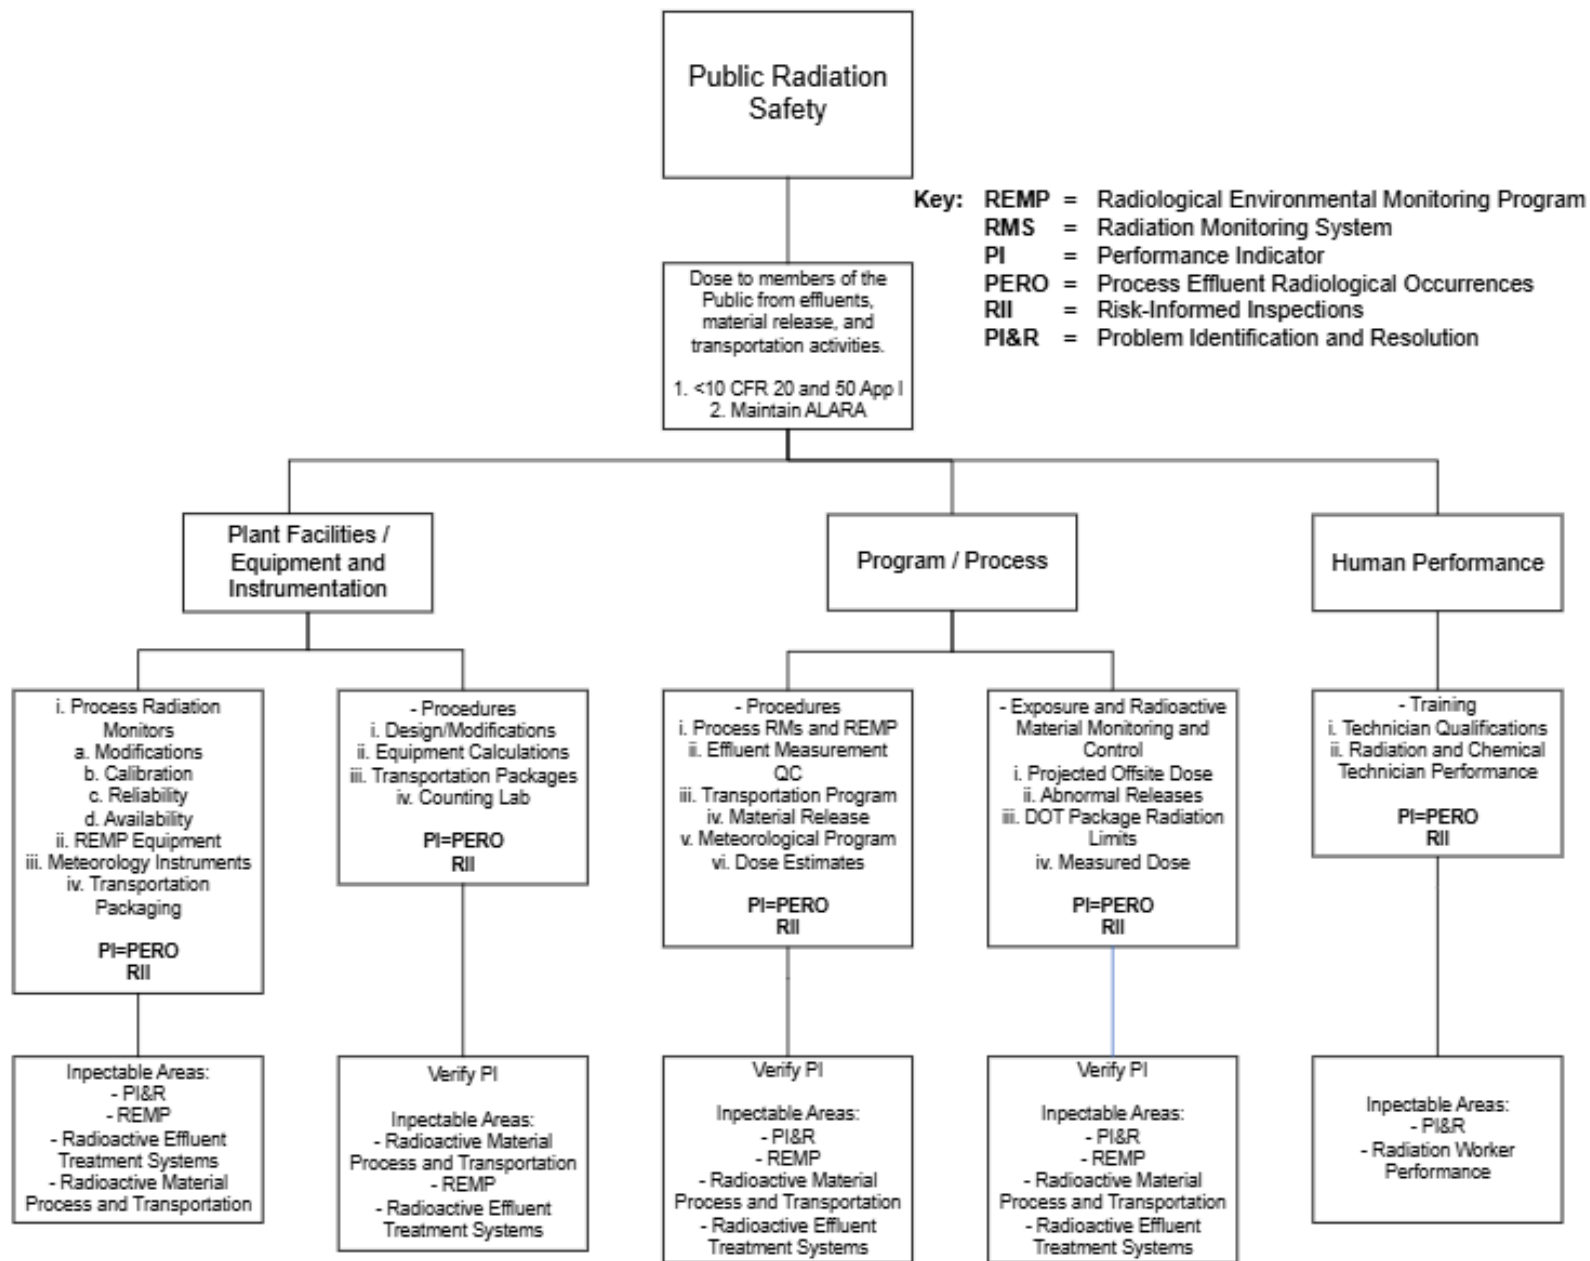 Public Radiation
Safety
Key: REMP = Radiological Environmental Monitoring Program
RMS = Radiation Monitoring System
PI = Performance Indicator
PERO = Process Effluent Radiological Occurrences
RII = Risk-Informed Inspections
PI&R = Problem Identification and Resolution
Dose to members of the
Public from effluents,
material release, and
transportation activities.
1. <10 CFR 20 and 50 App I
2. Maintain ALARA
Plant Facilities /
Equipment and
Instrumentation
Program / Process
Human Performance
i. Process Radiation
Monitors
a. Modifications
b. Calibration
c. Reliability
d. Availability
ii. REMP Equipment
iii. Meteorology Instruments
iv. Transportation
Packaging
PI=PERO
RII
- Procedures
i. Design/Modifications
ii. Equipment Calculations
iii. Transportation Packages
iv. Counting Lab
PI=PERO
RII
- Procedures
i. Process RMs and REMP
ii. Effluent Measurement
QC
iii. Transportation Program
iv. Material Release
v. Meteorological Program
vi. Dose Estimates
PI=PERO
RII
- Exposure and Radioactive
Material Monitoring and
Control
i. Projected Offsite Dose
ii. Abnormal Releases
iii. DOT Package Radiation
Limits
iv. Measured Dose
PI=PERO
RII
- Training
i. Technician Qualifications
ii. Radiation and Chemical
Technician Performance
PI=PERO
RII
Inpectable Areas:
- PI&R
- REMP
- Radioactive Effluent
Treatment Systems
- Radioactive Material
Process and Transportation
Verify PI
Inpectable Areas:
- Radioactive Material
Process and Transportation
- REMP
- Radioactive Effluent
Treatment Systems
Verify PI
Inpectable Areas:
- PI&R
- REMP
- Radioactive Material
Process and Transportation
- Radioactive Effluent
Treatment Systems
Verify PI
Inpectable Areas:
- PI&R
- REMP
- Radioactive Material
Process and Transportation
- Radioactive Effluent
Treatment Systems
Inpectable Areas:
- PI&R
- Radiation Worker
Performance